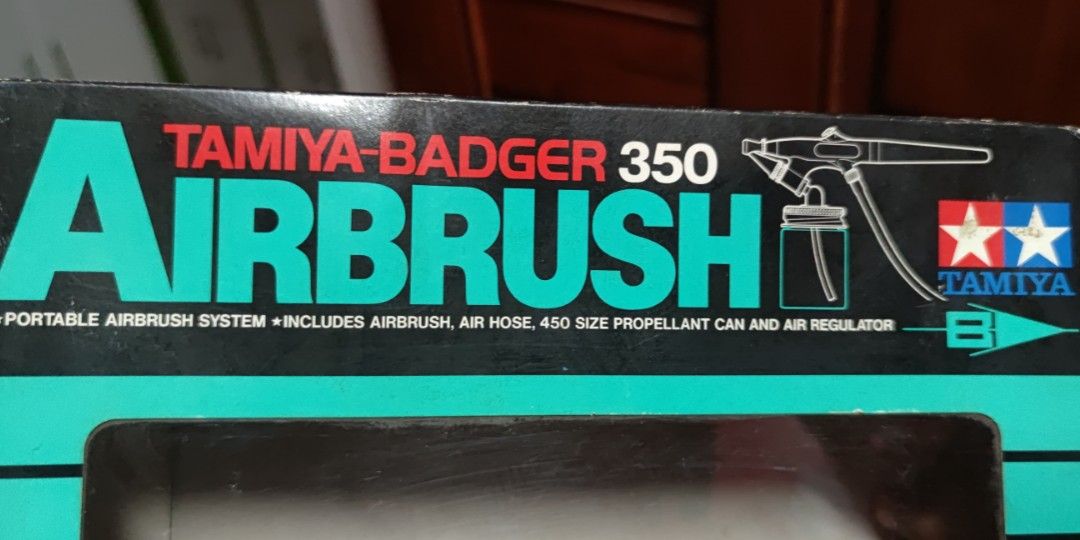 TAMIYA-BADGER 350
AIRBRUSH
TAMIYA
★PORTABLE AIRBRUSH SYSTEM ★INCLUDES AIRBRUSH, AIR HOSE, 450 SIZE PROPELLANT CAN AND AIR REGULATOR
B